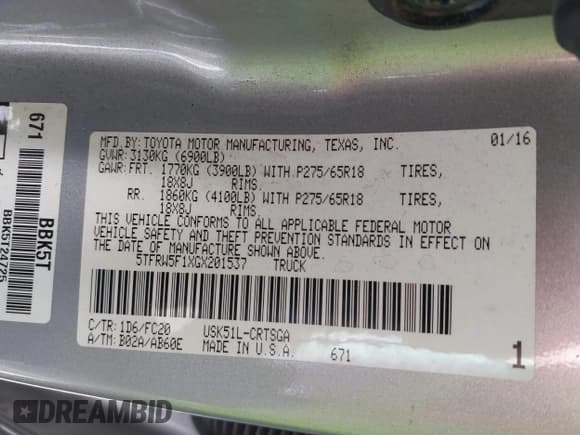 MFD.BY: TOYOTA MOTOR MANUFACTURING, TEXAS, INC. 01/16
GVWR: 3130KG (6900LB)
GAWR: FRT. 1770KG (3900LB) WITH P275/65R18 TIRES,
18X8J RIMS,
RR. 1860KG (4100LB) WITH P275/65R18 TIRES,
18X8J RIMS.
THIS VEHICLE CONFORMS TO ALL APPLICABLE FEDERAL MOTOR
VEHICLE SAFETY AND THEFT PREVENTION STANDARDS IN EFFECT ON
THE DATE OF MANUFACTURE SHOWN ABOVE.
5TFRW5F1XGX201537 TRUCK
C/TR: 1D6/FC20 USK51L-CRTSGA
A/TM: B02A/AB60E MADE IN U.S.A. 671 1
671
BBK5T
DREAMBID